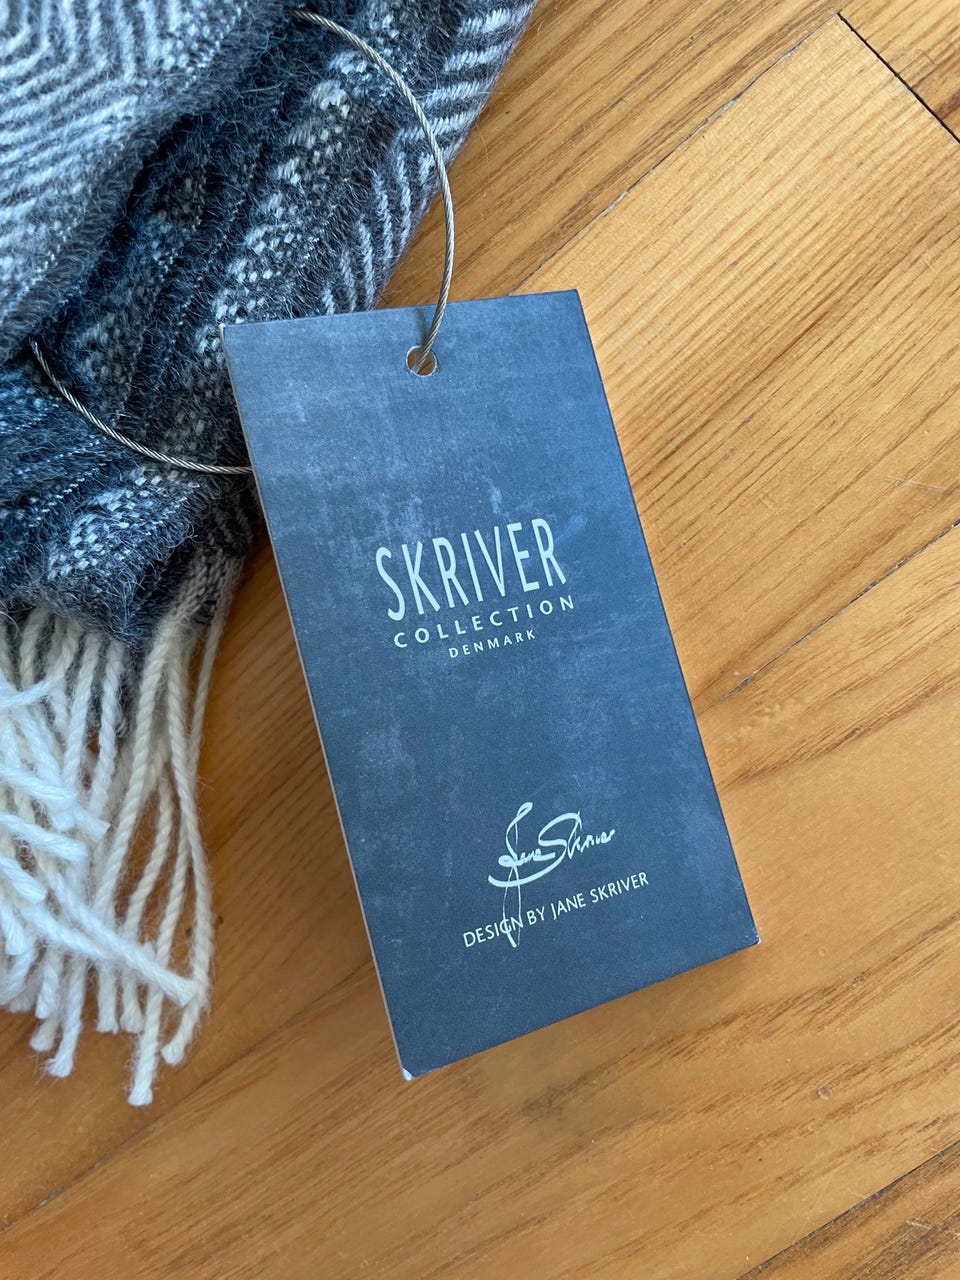 SKRIVER
COLLECTION
DENMARK
Jane Skriver
DESIGN BY JANE SKRIVER